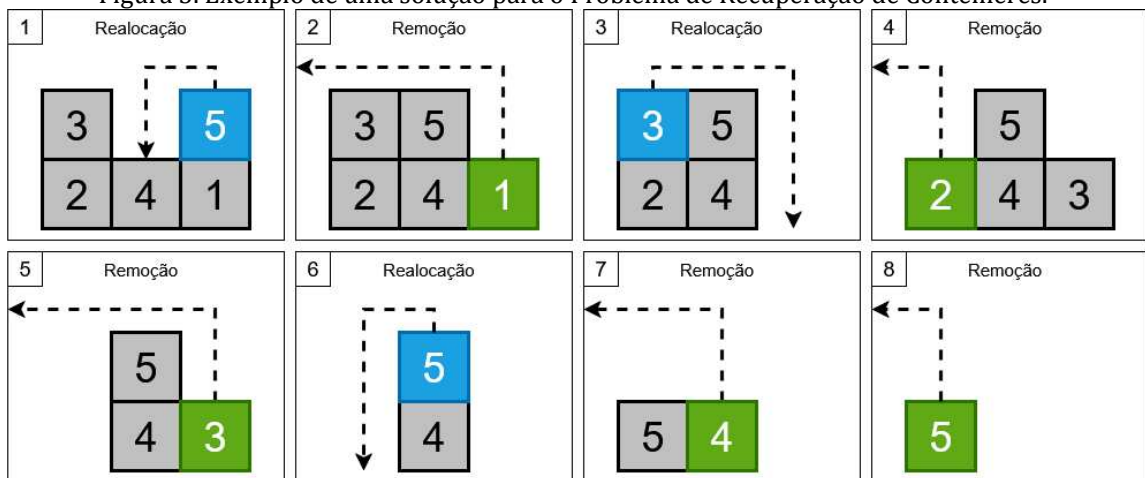 Figura 3. Exemplo de uma solução para o Problema de Recuperação de Contêineres.
1 Realocação
3 5
2 4 1
2 Remoção
3 5
2 4 1
3 Realocação
3 5
2 4
4 Remoção
5
2 4 3
5 Remoção
5
4 3
6 Realocação
5
4
7 Remoção
5 4
8 Remoção
5